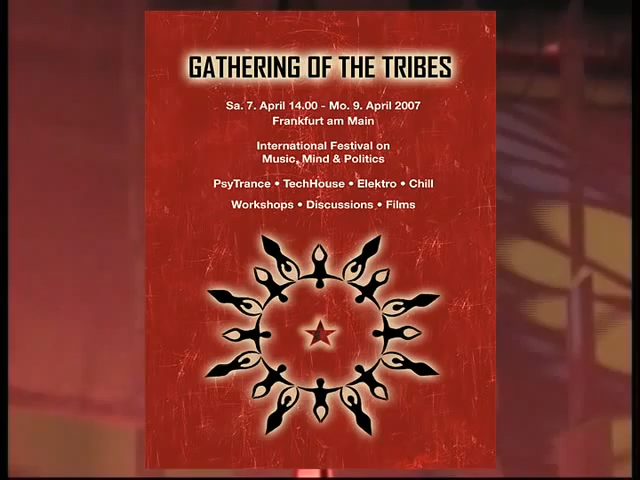 GATHERING OF THE TRIBES
Sa. 7. April 14.00 - Mo. 9. April 2007
Frankfurt am Main
International Festival on
Music, Mind & Politics
PsyTrance • TechHouse • Elektro • Chill
Workshops • Discussions • Films